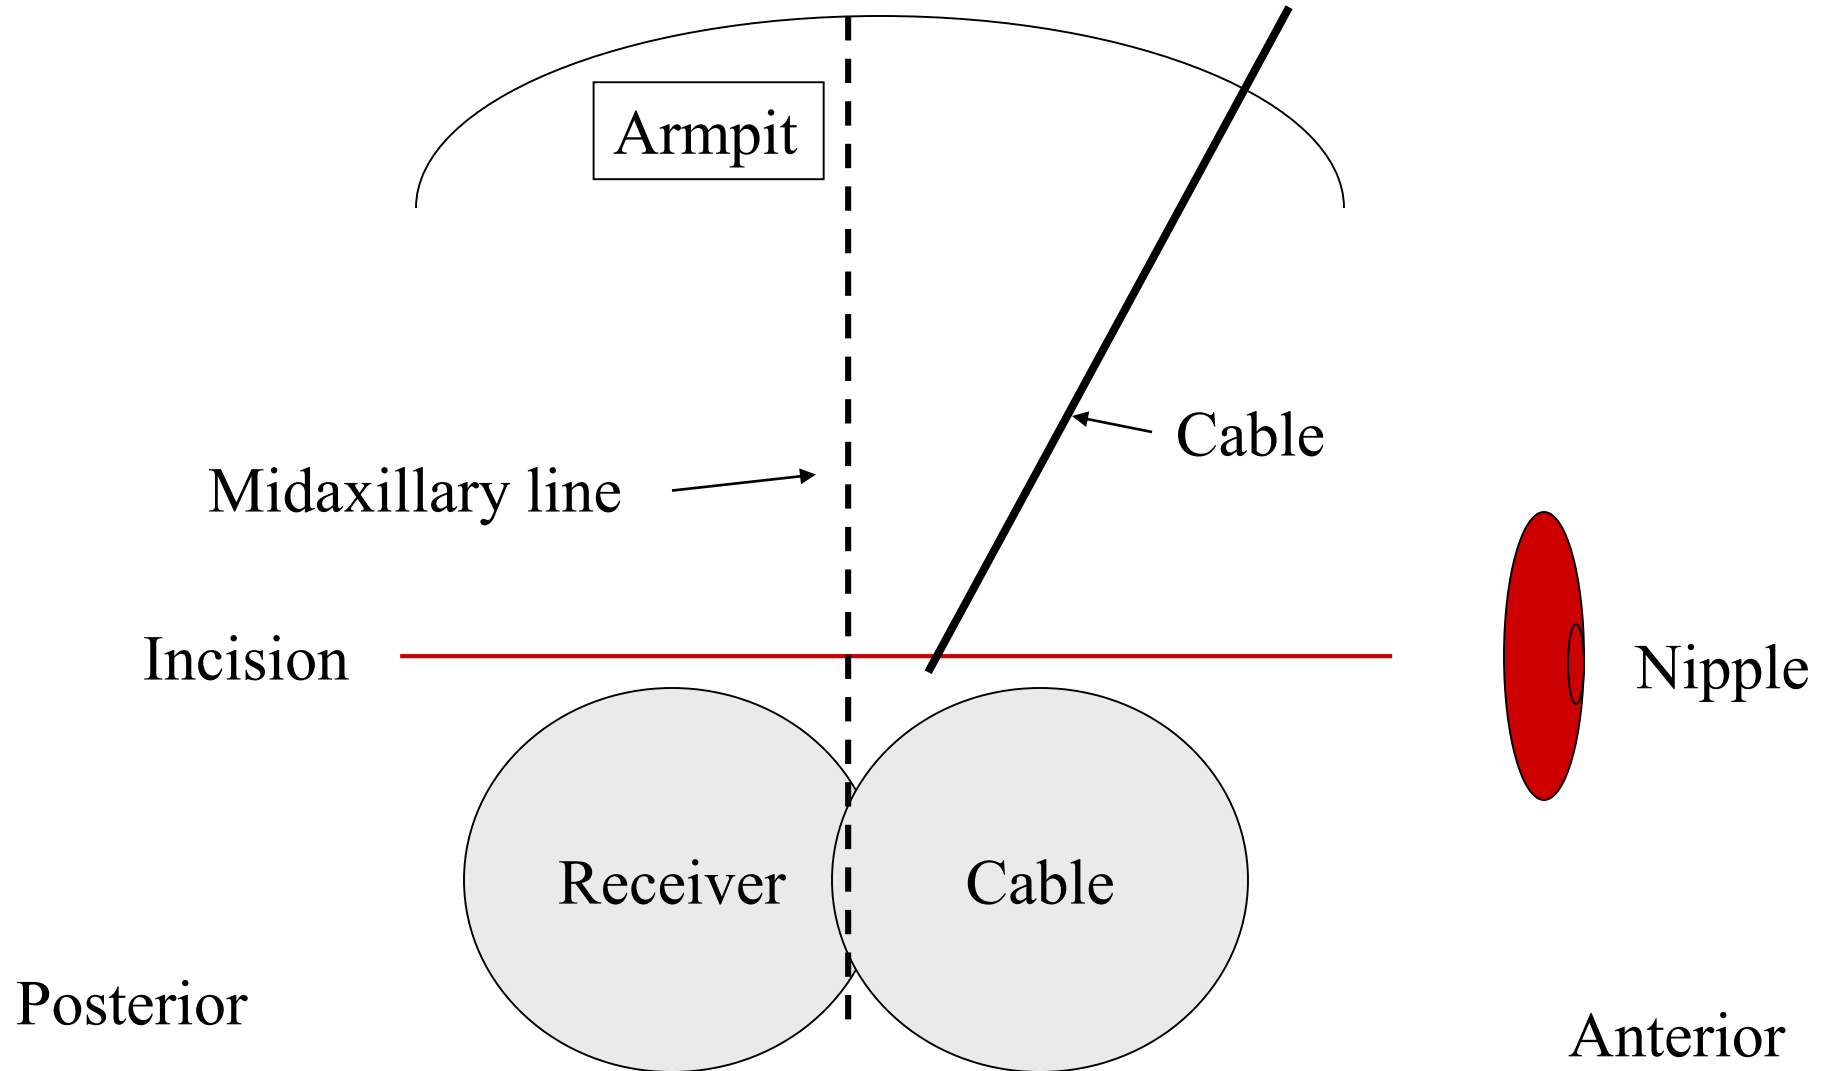 Armpit
Cable
Midaxillary line
Incision
Nipple
Receiver
Cable
Posterior
Anterior